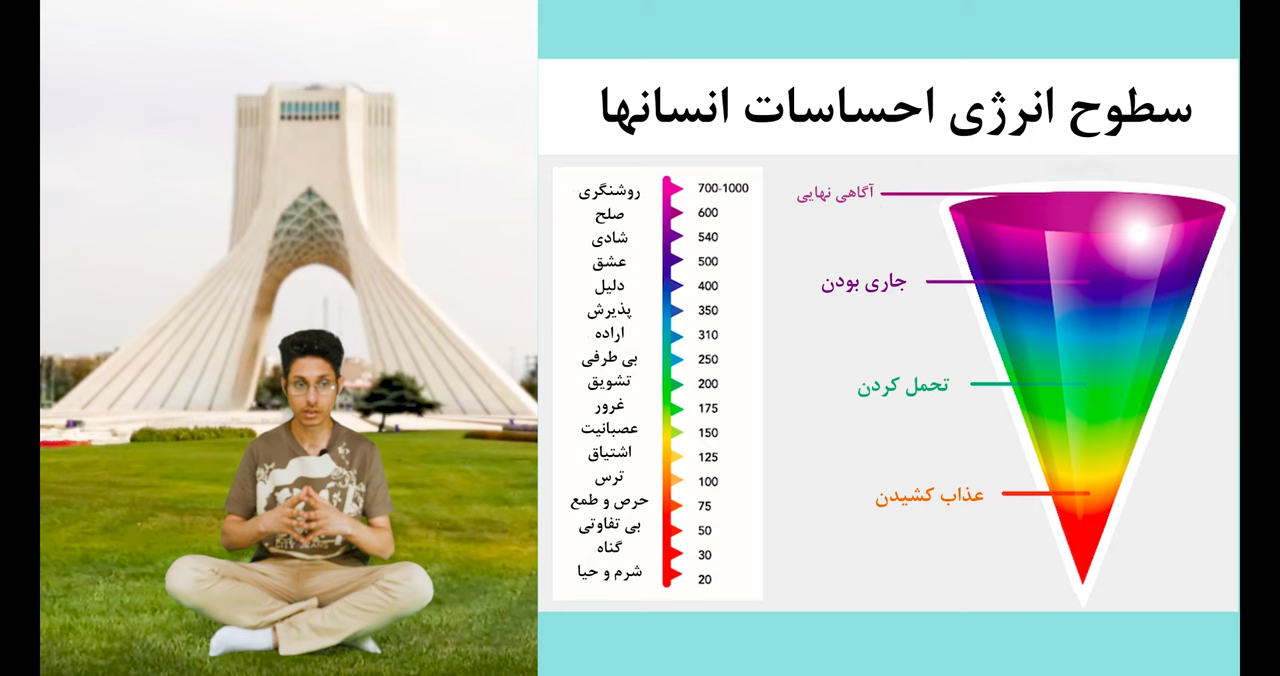 سطوح انرژی احساسات انسانها
روشنگری 700-1000
صلح 600
شادی 540
عشق 500
دلیل 400
پذیرش 350
اراده 310
بی طرفی 250
تشویق 200
غرور 175
عصبانیت 150
اشتیاق 125
ترس 100
حرص و طمع 75
بی تفاوتی 50
گناه 30
شرم و حیا 20
آگاهی نهایی
جاری بودن
تحمل کردن
عذاب کشیدن
CITY JEANS